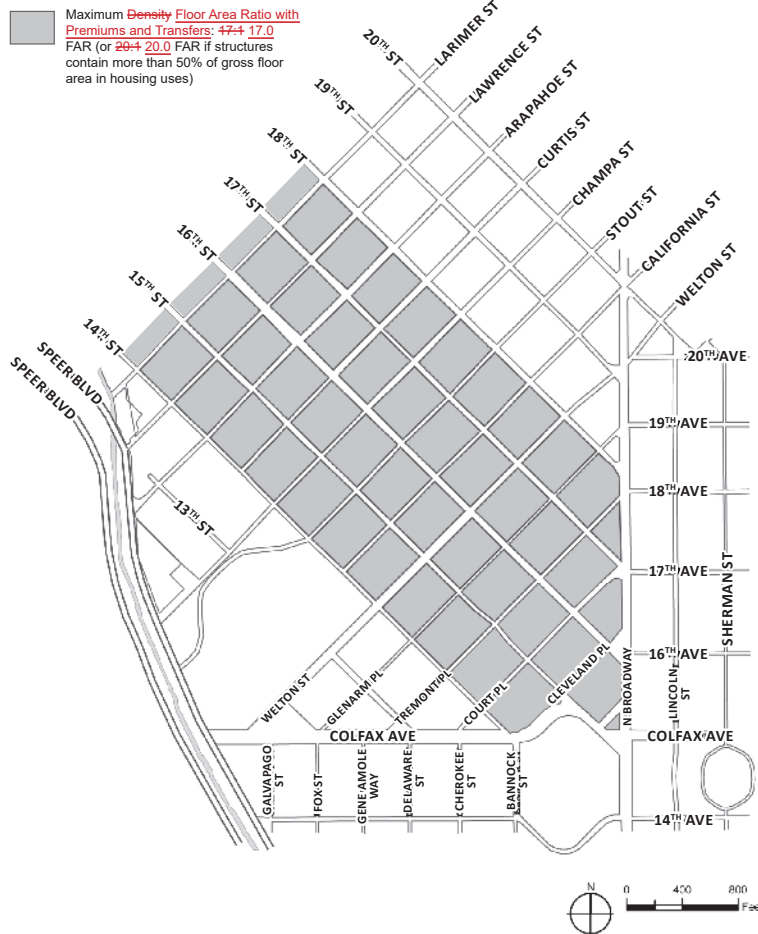 Maximum Density Floor Area Ratio with
Premiums and Transfers: 17:1 17.0
FAR (or 20:1 20.0 FAR if structures
contain more than 50% of gross floor
area in housing uses)
LARIMER ST
20TH ST
LAWRENCE ST
19TH ST
ARAPAHOE ST
18TH ST
CURTIS ST
17TH ST
CHAMPA ST
16TH ST
STOUT ST
15TH ST
CALIFORNIA ST
14TH ST
WELTON ST
SPEER BLVD
SPEER BLVD
20TH AVE
19TH AVE
18TH AVE
13TH ST
17TH AVE
SHERMAN ST
16TH AVE
N BROADWAY
LINCOLN
ST
WELTON ST
GLENARM PL
TREMONT PL
COURT PL
CLEVELAND PL
COLFAX AVE
COLFAX AVE
GALVAPAGO
ST
FOX ST
GENE AMOLE
WAY
DELAWARE
ST
CHEROKEE
ST
BANNOCK
ST
14TH AVE
N
0 400 800
Fee